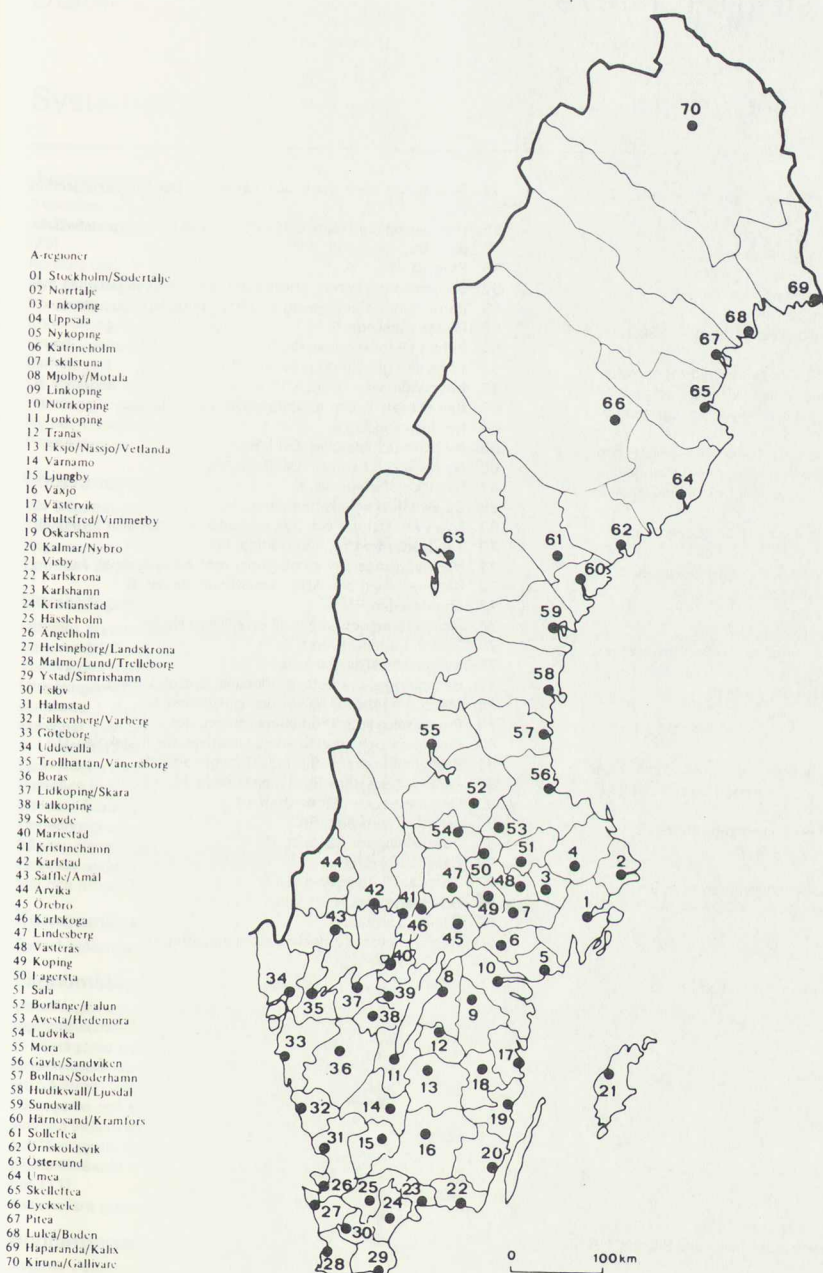 A-regioner
01 Stockholm/Sodertalje
02 Norrtalje
03 Enkoping
04 Uppsala
05 Nykoping
06 Katrineholm
07 Eskilstuna
08 Mjolby/Motala
09 Linkoping
10 Norrkoping
11 Jonkoping
12 Tranas
13 Eksjo/Nassjo/Vetlanda
14 Varnamo
15 Ljungby
16 Vaxjo
17 Vastervik
18 Hultsfred/Vimmerby
19 Oskarshamn
20 Kalmar/Nybro
21 Visby
22 Karlskrona
23 Karlshamn
24 Kristianstad
25 Hassleholm
26 Ängelholm
27 Helsingborg/Landskrona
28 Malmo/Lund/Trelleborg
29 Ystad/Simrishamn
30 Eslov
31 Halmstad
32 Falkenberg/Varberg
33 Göteborg
34 Uddevalla
35 Trollhattan/Vanersborg
36 Boras
37 Lidkoping/Skara
38 Falkoping
39 Skovde
40 Mariestad
41 Kristinehamn
42 Karlstad
43 Saffle/Amal
44 Arvika
45 Örebro
46 Karlskoga
47 Lindesberg
48 Vasteras
49 Koping
50 Fagersta
51 Sala
52 Borlange/Falun
53 Avesta/Hedemora
54 Ludvika
55 Mora
56 Gavle/Sandviken
57 Bollnas/Soderhamn
58 Hudiksvall/Ljusdal
59 Sundsvall
60 Harnosand/Kramfors
61 Solleftea
62 Ornskoldsvik
63 Ostersund
64 Umea
65 Skelleftea
66 Lycksele
67 Pitea
68 Lulea/Boden
69 Haparanda/Kalix
70 Kiruna/Gallivare
70
69
68
67
65
66
64
63
61
62
60
59
58
57
55
56
52
54
53
51
50
4
2
44
47
48
3
42
41
49
7
1
46
45
43
6
40
5
34
8
10
35
37
39
9
38
12
33
36
11
17
13
18
21
32
14
19
31
15
16
20
26
25
23
22
27
24
30
28
29
0
100km